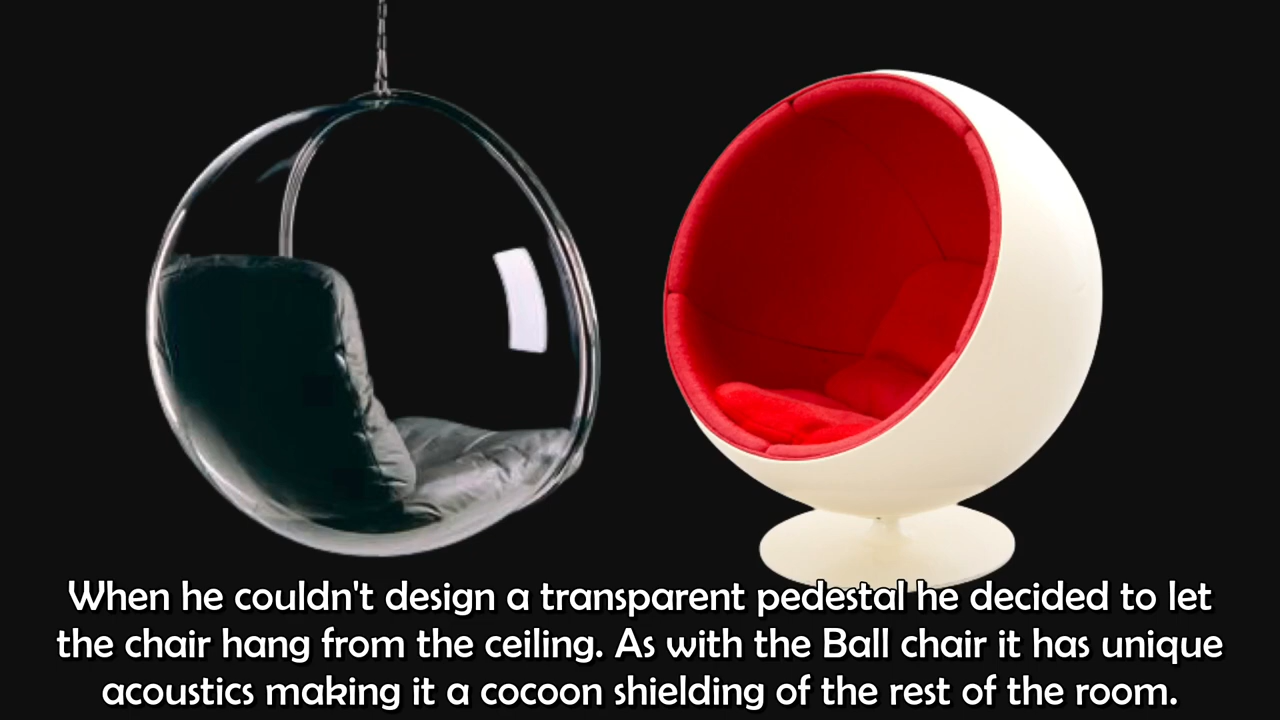 When he couldn't design a transparent pedestal he decided to let
the chair hang from the ceiling. As with the Ball chair it has unique
acoustics making it a cocoon shielding of the rest of the room.